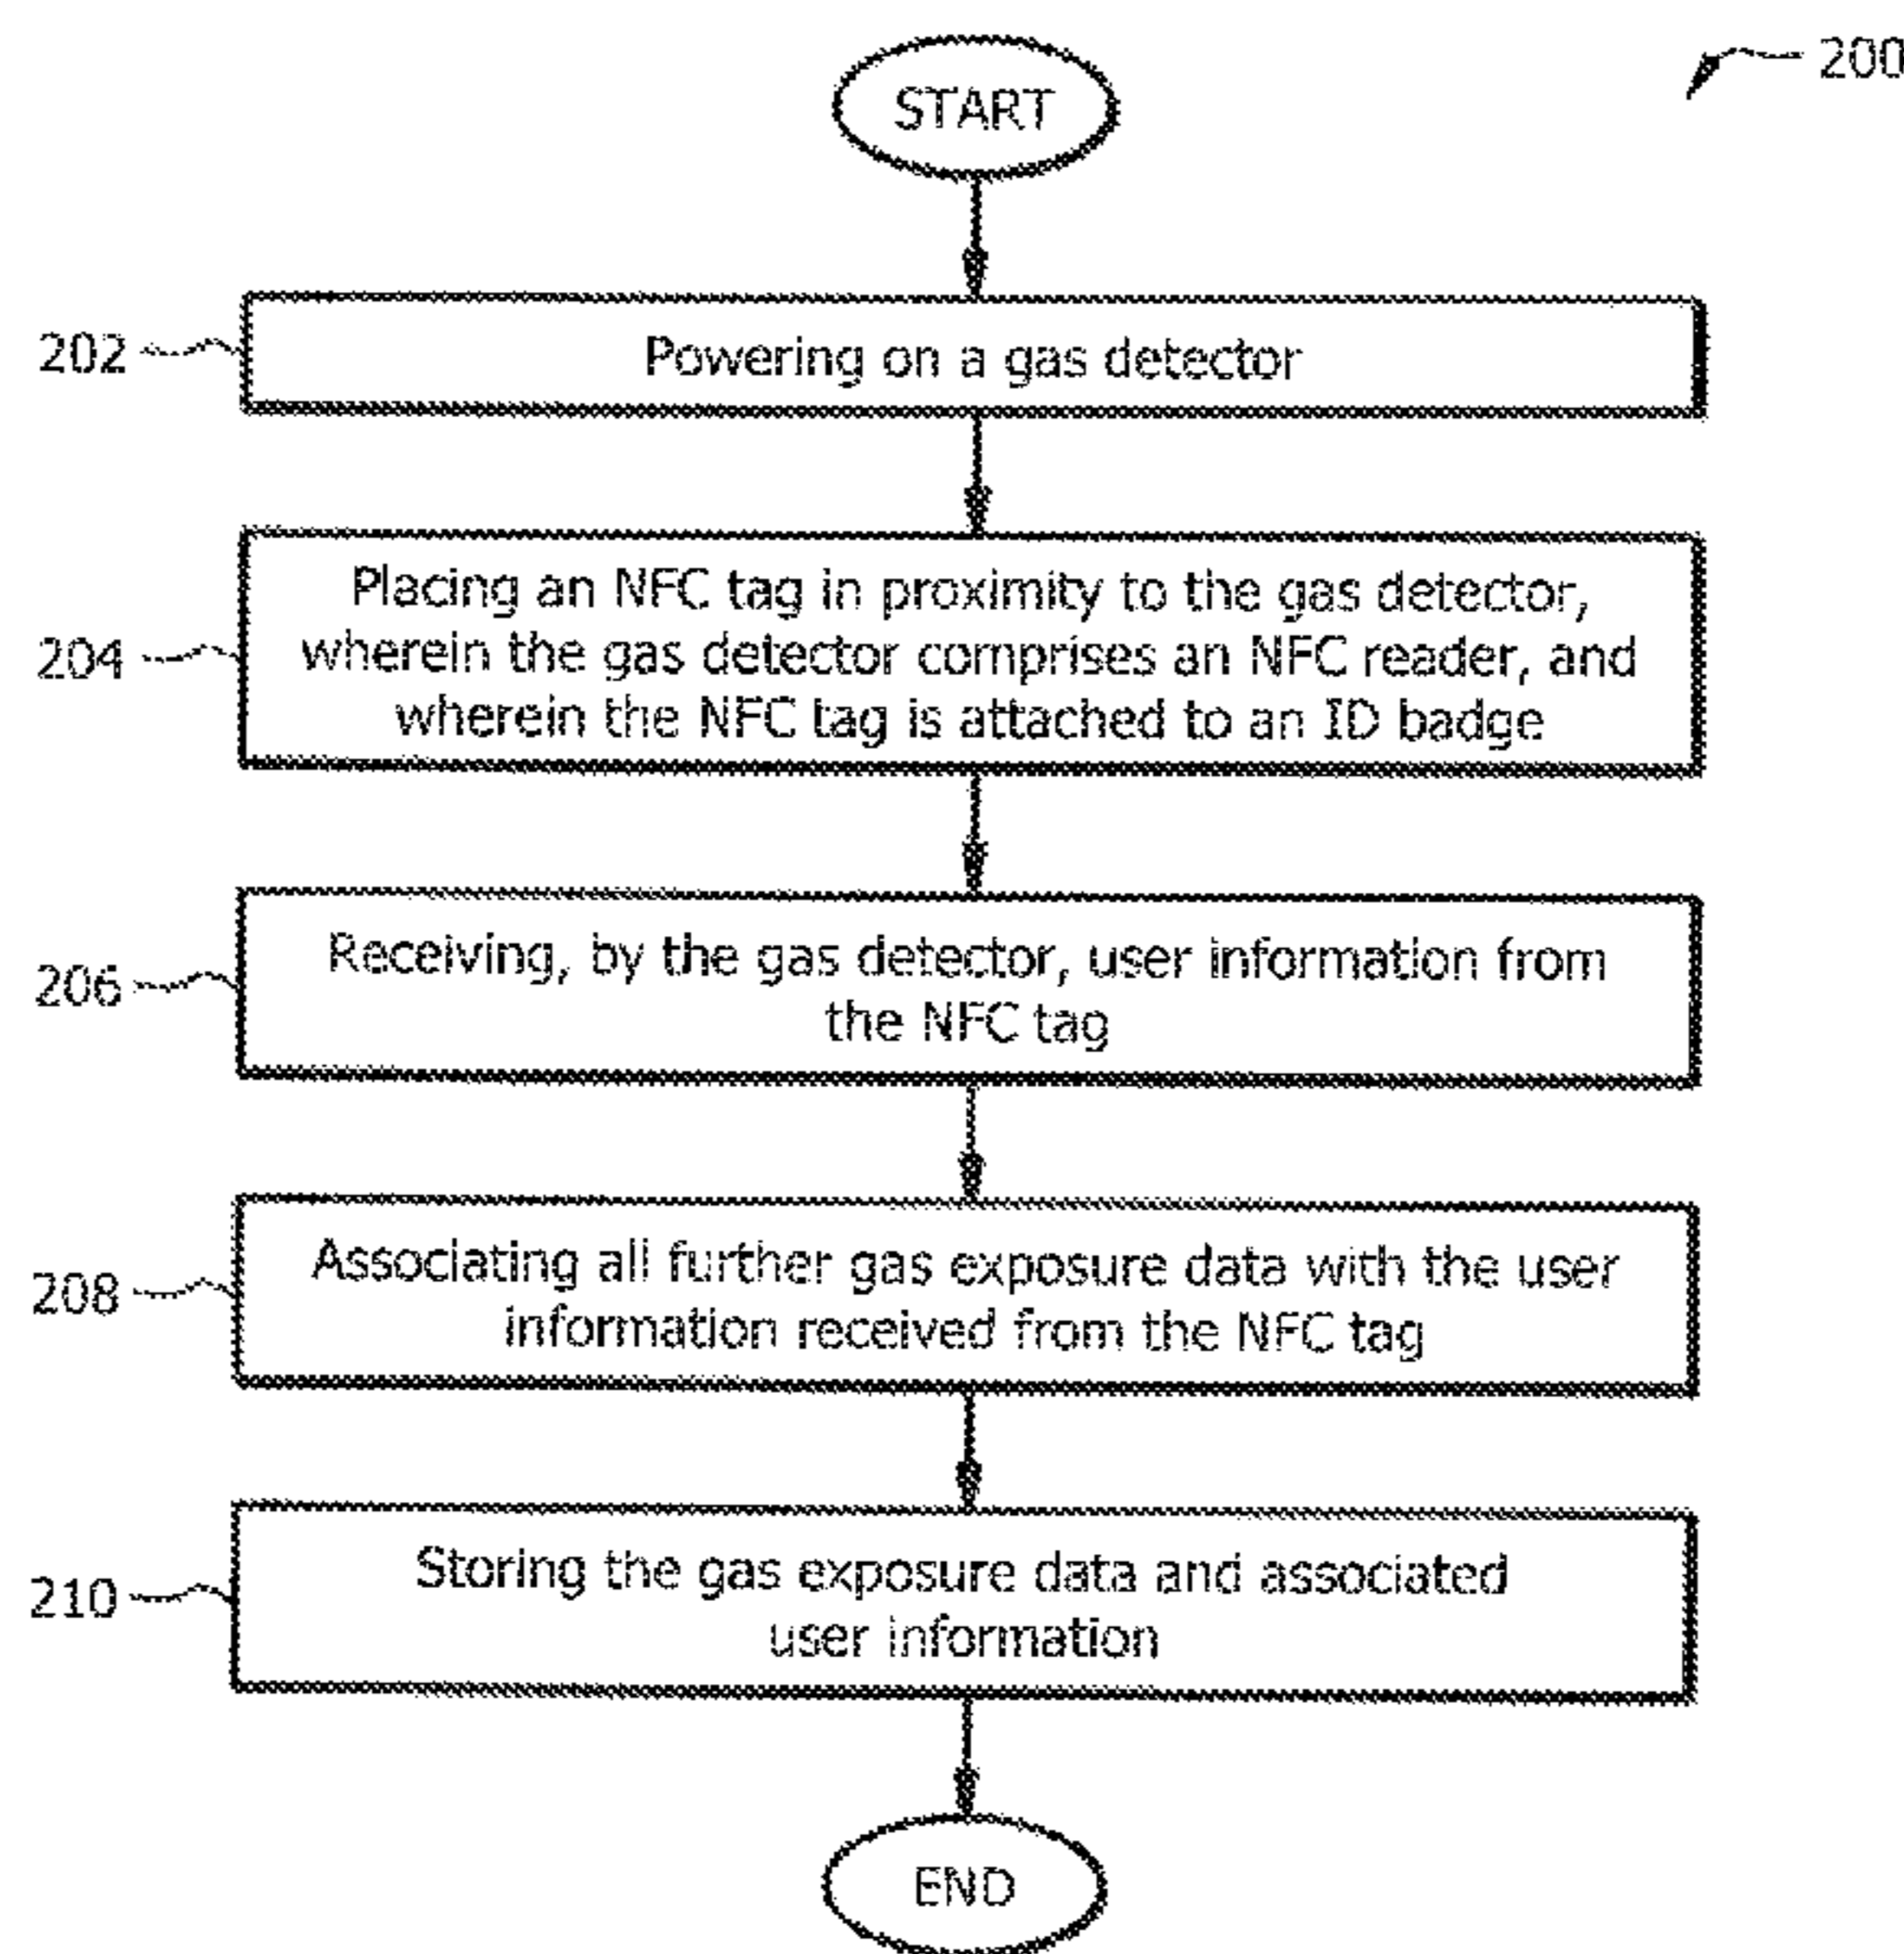 START
200
202
Powering on a gas detector
204
Placing an NFC tag in proximity to the gas detector,
wherein the gas detector comprises an NFC reader, and
wherein the NFC tag is attached to an ID badge
206
Receiving, by the gas detector, user information from
the NFC tag
208
Associating all further gas exposure data with the user
information received from the NFC tag
210
Storing the gas exposure data and associated
user information
END